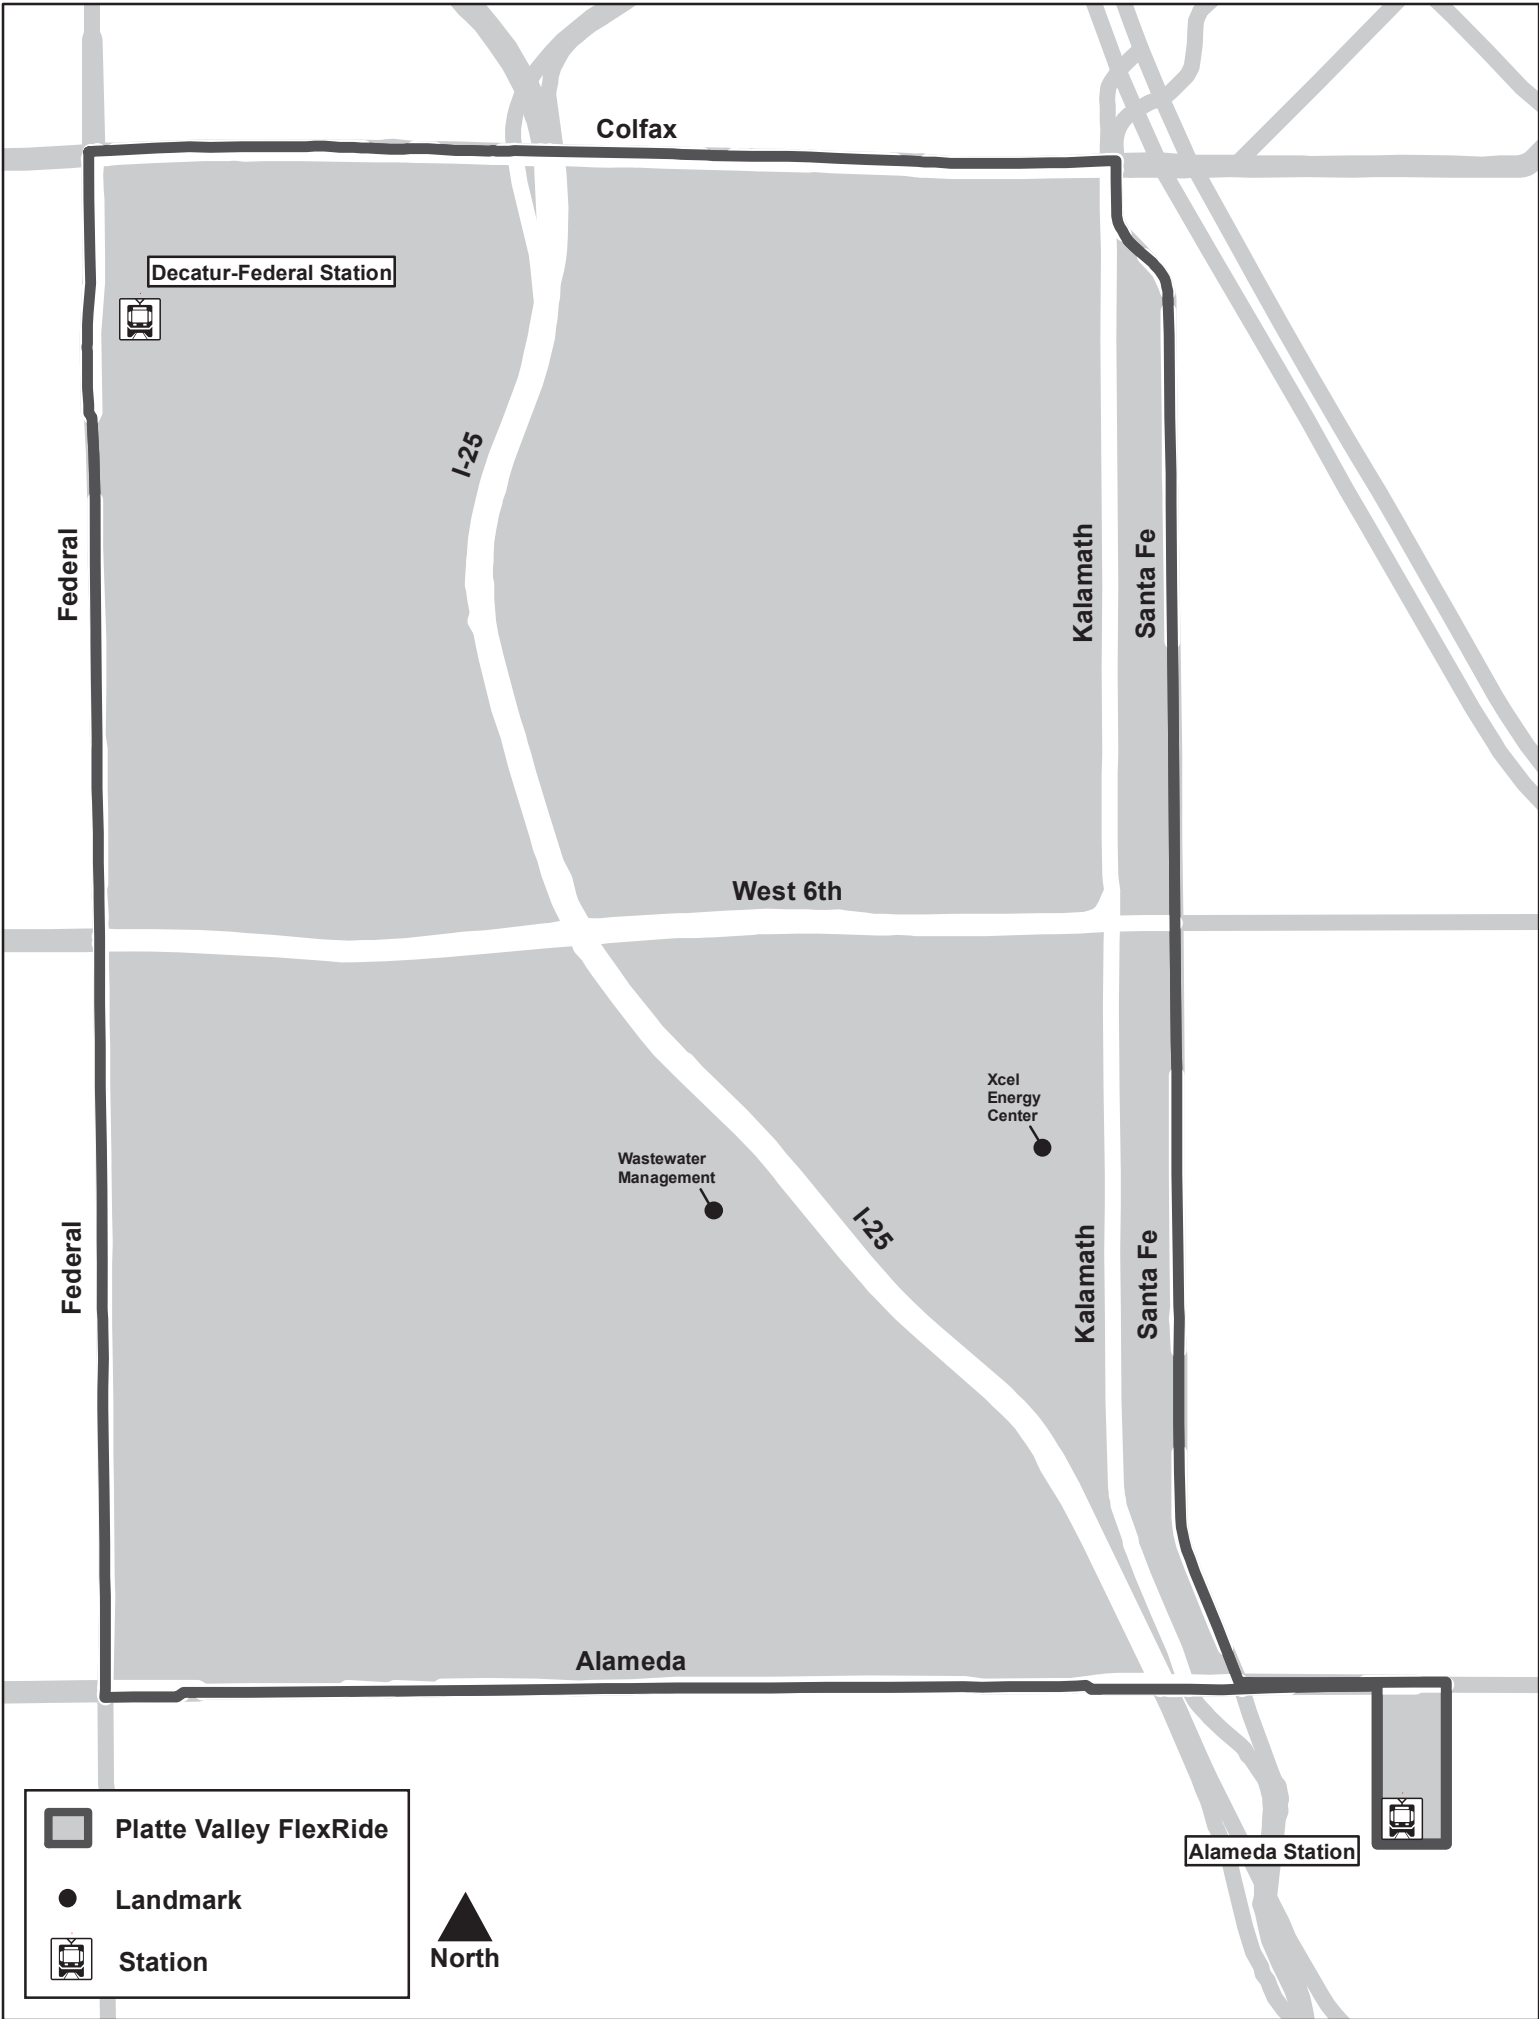 Colfax
Decatur-Federal Station
I-25
Federal
Kalamath
Santa Fe
West 6th
Xcel
Energy
Center
Wastewater
Management
I-25
Federal
Kalamath
Santa Fe
Alameda
Platte Valley FlexRide
Landmark
Station
North
Alameda Station